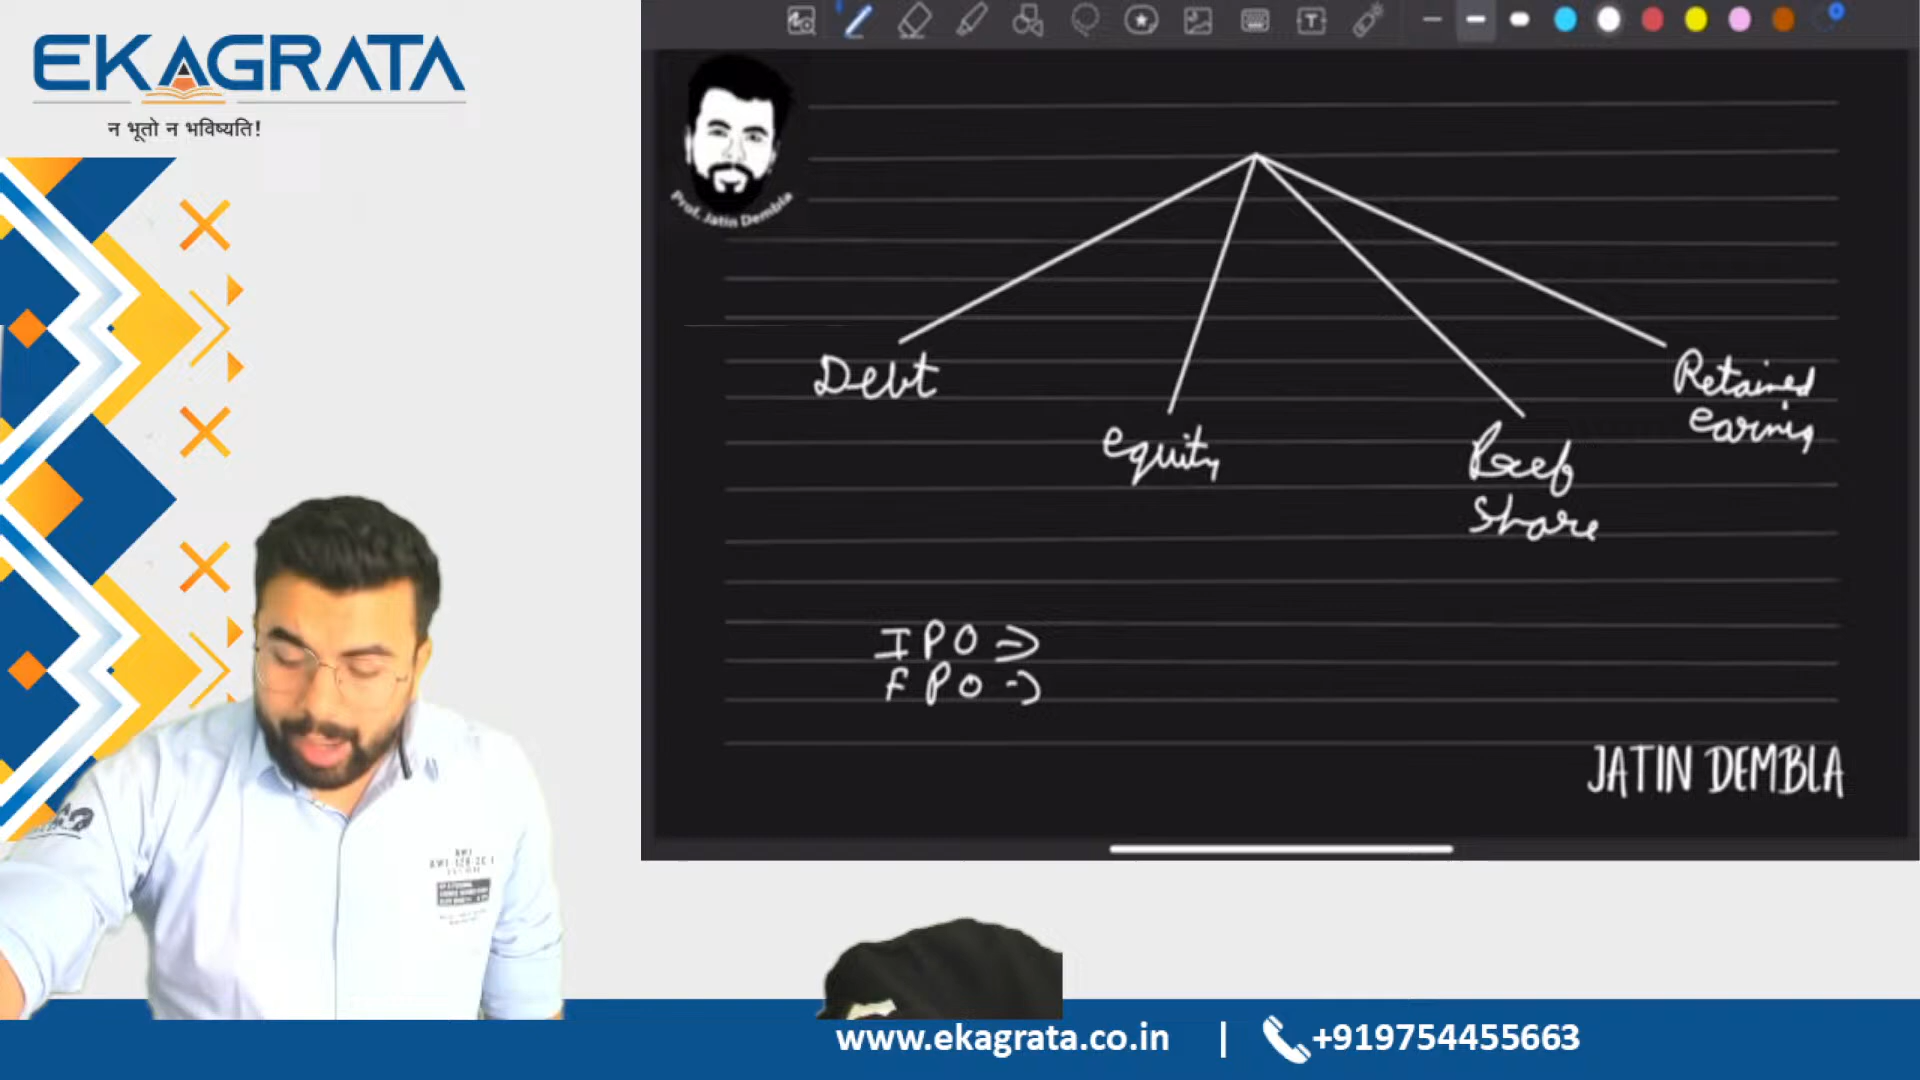 EKAGRATA
न भूतो न भविष्यति!
Prof. Jatin Dembla
Debt
equity
Pref
Share
Retained
earning
IPO ⇒
FPO ⇒
JATIN DEMBLA
www.ekagrata.co.in | +919754455663